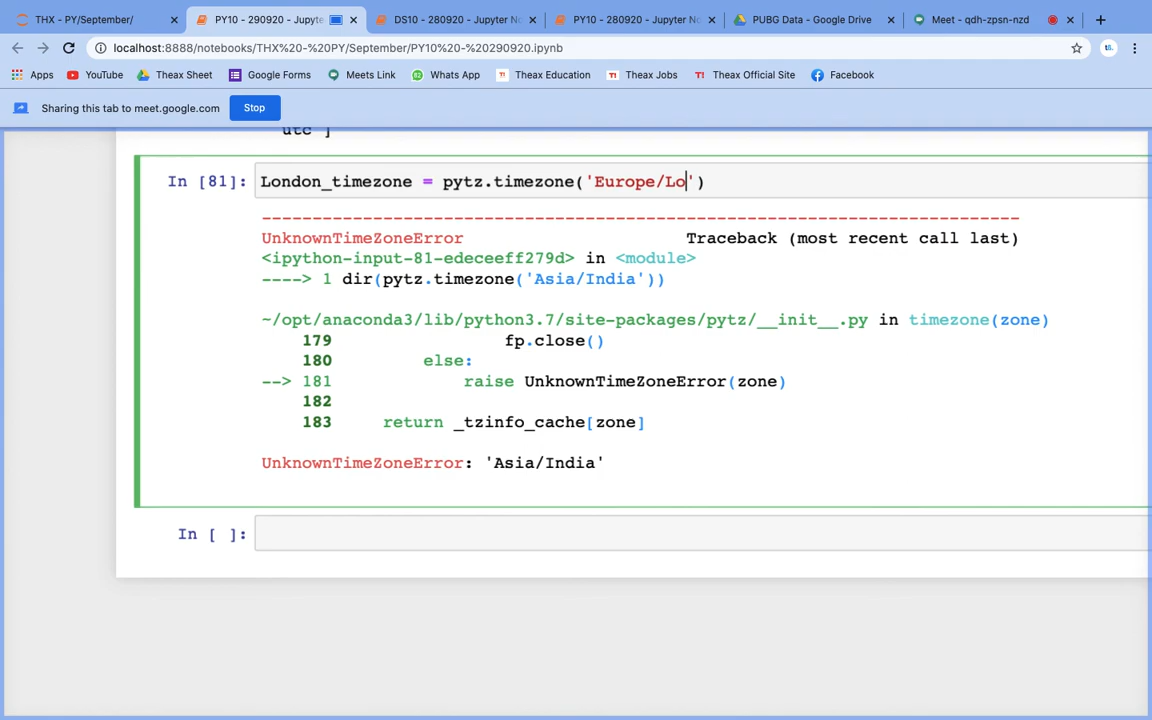 THX - PY/September/
PY10 - 290920 - Jupyte
DS10 - 280920 - Jupyter No
PY10 - 280920 - Jupyter No
PUBG Data - Google Drive
Meet - qdh-zpsn-nzd
localhost:8888/notebooks/THX%20-%20PY/September/PY10%20-%20290920.ipynb
t8.
Apps
YouTube
Theax Sheet
Google Forms
Meets Link
Whats App
Theax Education
Theax Jobs
Theax Official Site
Facebook
Sharing this tab to meet.google.com
Stop
utc ]
In [81]: London_timezone = pytz.timezone('Europe/Lo')
---------------------------------------------------------------------------
UnknownTimeZoneError                      Traceback (most recent call last)
<ipython-input-81-edeceeff279d> in <module>
----> 1 dir(pytz.timezone('Asia/India'))
~/opt/anaconda3/lib/python3.7/site-packages/pytz/__init__.py in timezone(zone)
    179                 fp.close()
    180         else:
--> 181             raise UnknownTimeZoneError(zone)
    182
    183     return _tzinfo_cache[zone]
UnknownTimeZoneError: 'Asia/India'
In [ ]: